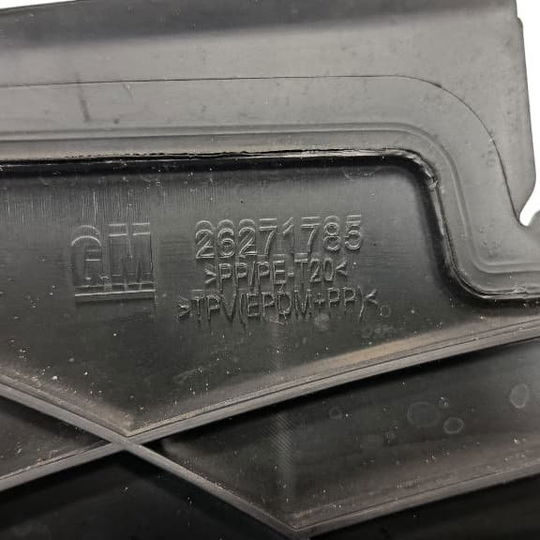 GM
26271785
>PP/PE-T20<
>TPV(EPDM+PP)<